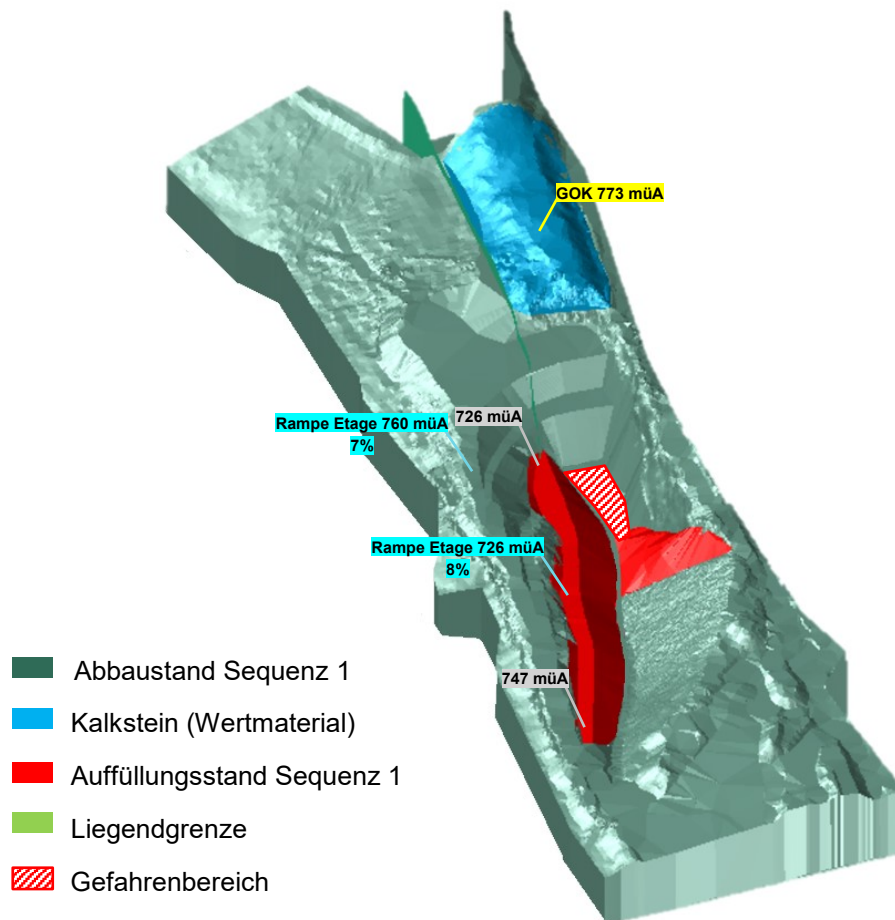 GOK 773 müA
Rampe Etage 760 müA
7%
726 müA
Rampe Etage 726 müA
8%
747 müA
Abbaustand Sequenz 1
Kalkstein (Wertmaterial)
Auffüllungsstand Sequenz 1
Liegendgrenze
Gefahrenbereich